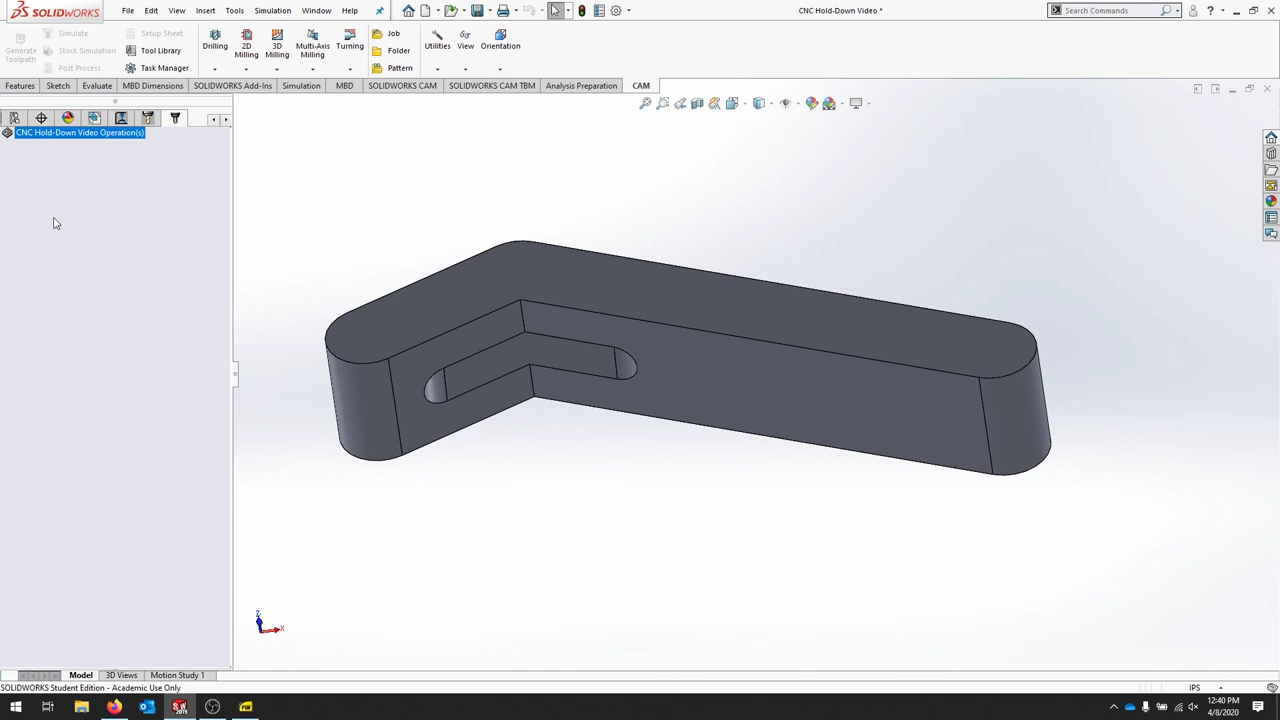 SOLIDWORKS File Edit View Insert Tools Simulation Window Help CNC Hold-Down Video * Search Commands
Generate Toolpath
Simulate
Stock Simulation
Post Process
Setup Sheet
Tool Library
Task Manager
Drilling
2D Milling
3D Milling
Multi-Axis Milling
Turning
Job
Folder
Pattern
Utilities
View
Orientation
Features Sketch Evaluate MBD Dimensions SOLIDWORKS Add-Ins Simulation MBD SOLIDWORKS CAM SOLIDWORKS CAM TBM Analysis Preparation CAM
CNC Hold-Down Video Operation(s)
Z
X
Model 3D Views Motion Study 1
SOLIDWORKS Student Edition - Academic Use Only IPS
12:40 PM
4/8/2020